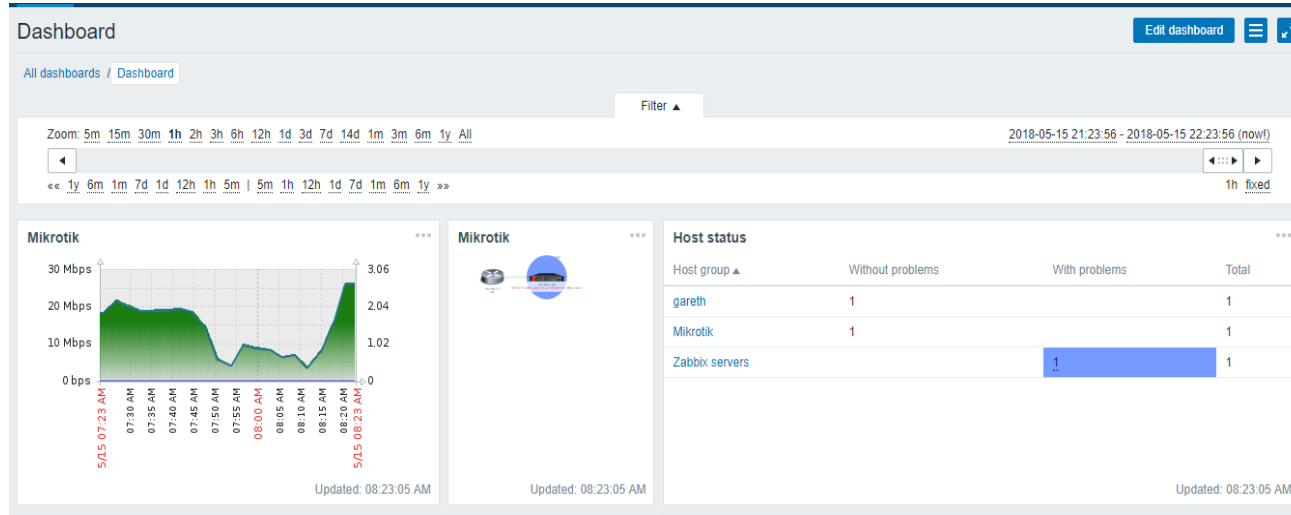 Dashboard
Edit dashboard
All dashboards / Dashboard
Filter ▲
Zoom: 5m 15m 30m 1h 2h 3h 6h 12h 1d 3d 7d 14d 1m 3m 6m 1y All
2018-05-15 21:23:56 - 2018-05-15 22:23:56 (now!)
«« 1y 6m 1m 7d 1d 12h 1h 5m | 5m 1h 12h 1d 7d 1m 6m 1y »»
1h fixed
Mikrotik
30 Mbps
20 Mbps
10 Mbps
0 bps
3.06
2.04
1.02
0
5/15 07:23 AM
07:30 AM
07:35 AM
07:40 AM
07:45 AM
07:50 AM
07:55 AM
08:00 AM
08:05 AM
08:10 AM
08:15 AM
08:20 AM
5/15 08:23 AM
Updated: 08:23:05 AM
Mikrotik
Updated: 08:23:05 AM
Host status
Host group ▲ Without problems With problems Total
gareth 1 1
Mikrotik 1 1
Zabbix servers 1 1
Updated: 08:23:05 AM